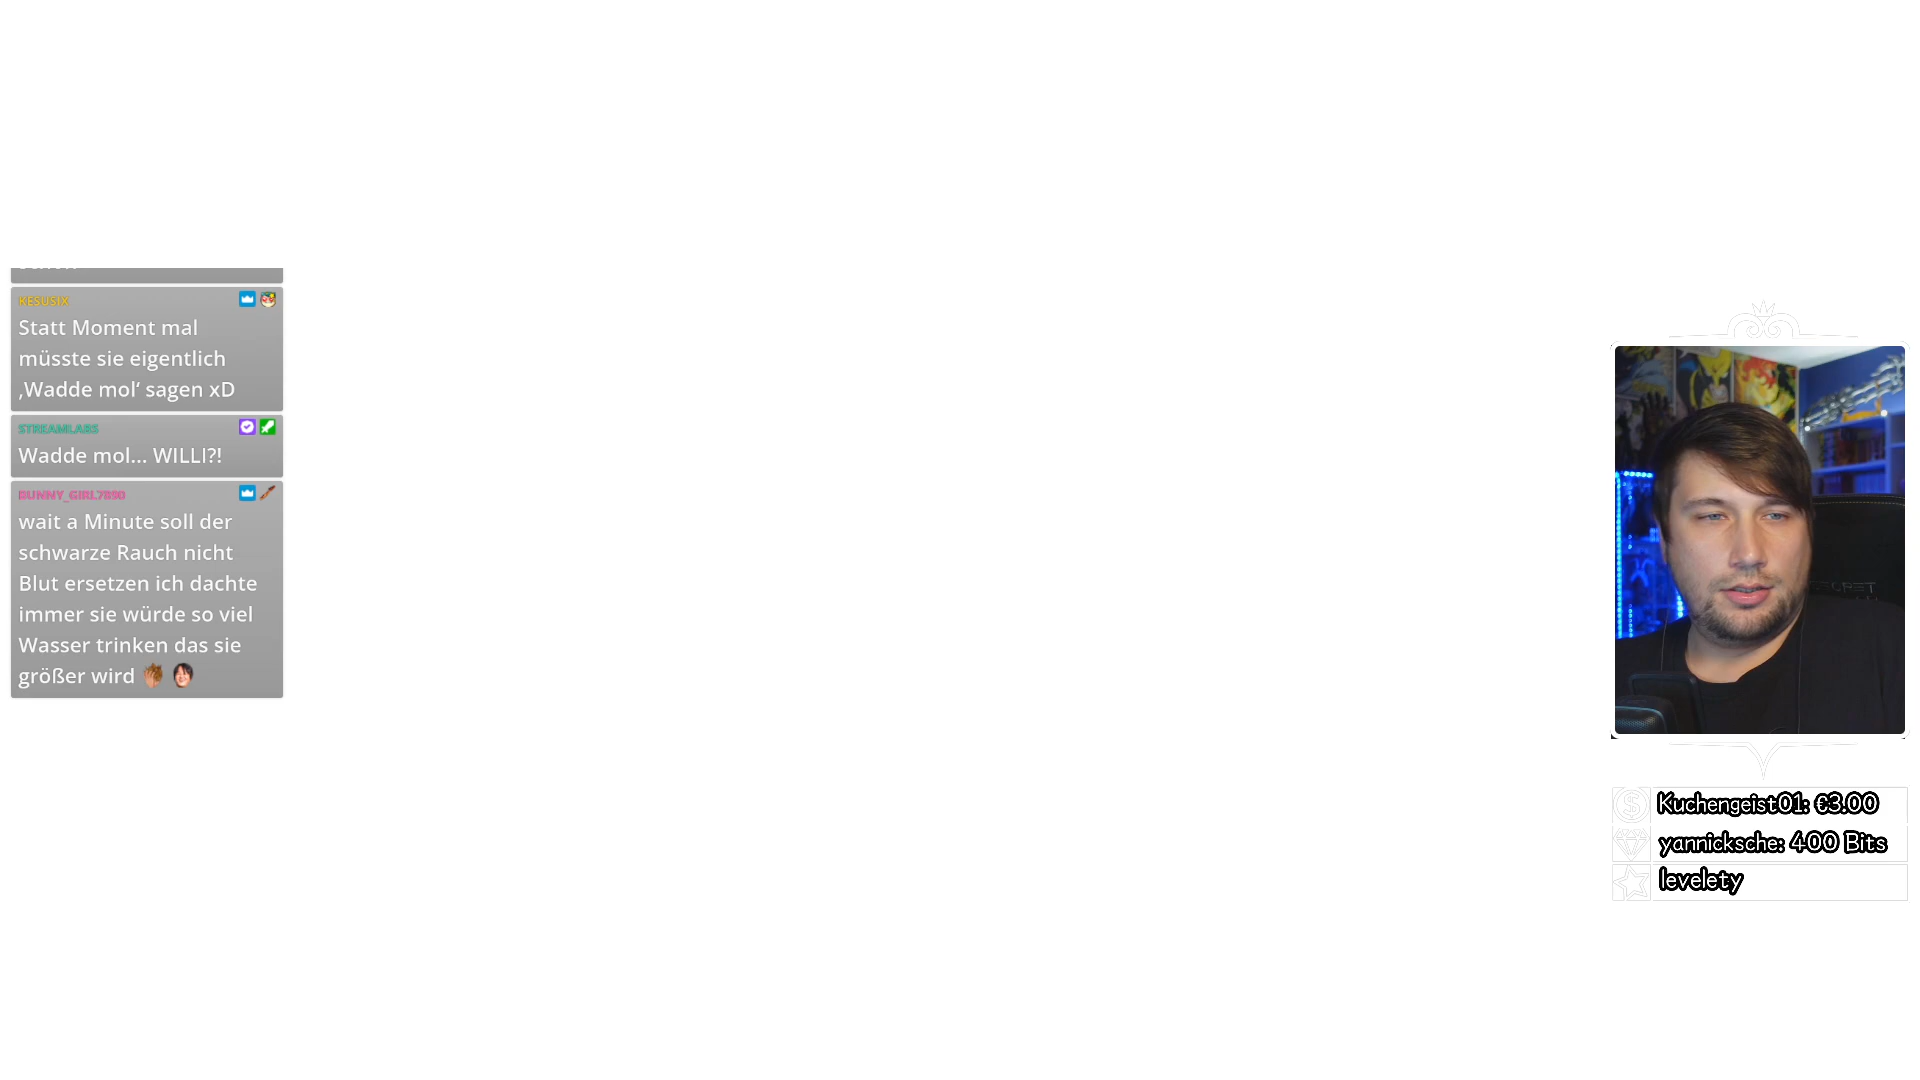 KESUSIX
Statt Moment mal
müsste sie eigentlich
‚Wadde mol‘ sagen xD
STREAMLABS
Wadde mol... WILLI?!
BUNNY_GIRL7890
wait a Minute soll der
schwarze Rauch nicht
Blut ersetzen ich dachte
immer sie würde so viel
Wasser trinken das sie
größer wird
Kuchengeist01: €3.00
yannicksche: 400 Bits
levelety